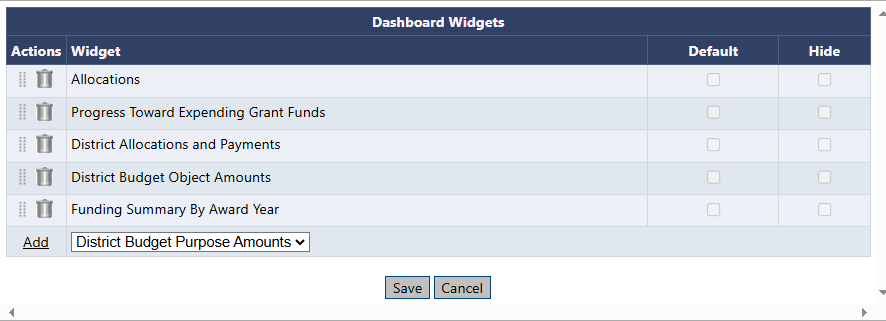 Dashboard Widgets
Actions Widget Default Hide
Allocations
Progress Toward Expending Grant Funds
District Allocations and Payments
District Budget Object Amounts
Funding Summary By Award Year
Add District Budget Purpose Amounts
Save Cancel